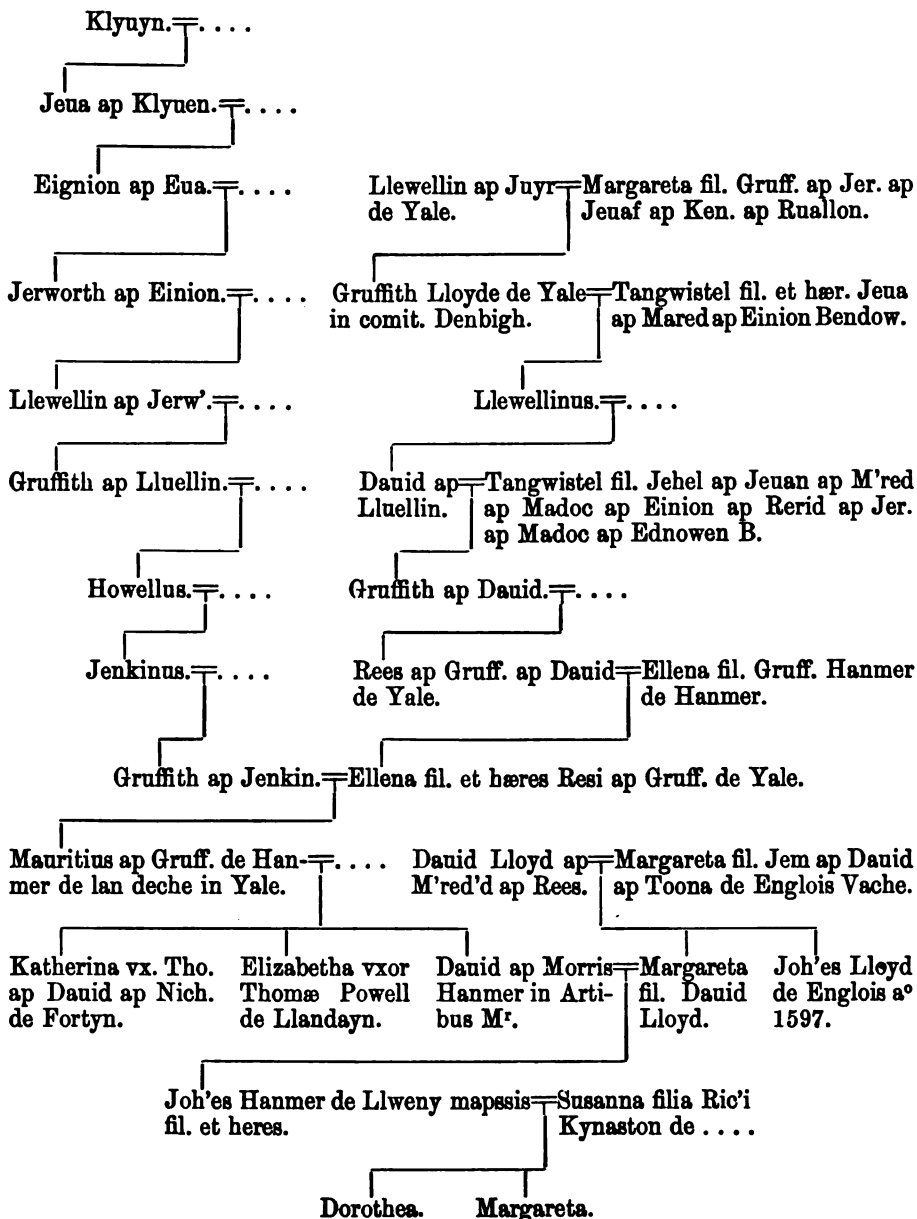 Klyuyn. . . . .
Jeua ap Klyuen. . . . .
Eignion ap Eua. . . . .
Llewellin ap Juyr Margareta fil. Gruff. ap Jer. ap
de Yale. Jeuaf ap Ken. ap Ruallon.
Jerworth ap Einion. . . . .
Gruffith Lloyde de Yale Tangwistel fil. et hær. Jeua
in comit. Denbigh. ap Mared ap Einion Bendow.
Llewellin ap Jerw'. . . . .
Llewellinus. . . . .
Gruffith ap Lluellin. . . . .
Dauid ap Tangwistel fil. Jehel ap Jeuan ap M'red
Lluellin. ap Madoc ap Einion ap Rerid ap Jer.
ap Madoc ap Ednowen B.
Howellus. . . . .
Gruffith ap Dauid. . . . .
Jenkinus. . . . .
Rees ap Gruff. ap Dauid Ellena fil. Gruff. Hanmer
de Yale. de Hanmer.
Gruffith ap Jenkin. Ellena fil. et hæres Resi ap Gruff. de Yale.
Mauritius ap Gruff. de Han- . . . .
mer de lan deche in Yale.
Dauid Lloyd ap Margareta fil. Jem ap Dauid
M'red'd ap Rees. ap Toona de Englois Vache.
Katherina vx. Tho.
ap Dauid ap Nich.
de Fortyn.
Elizabetha vxor
Thomæ Powell
de Llandayn.
Dauid ap Morris
Hanmer in Arti-
bus Mʳ.
Margareta
fil. Dauid
Lloyd.
Joh'es Lloyd
de Englois aº
1597.
Joh'es Hanmer de Llweny mapssis Susanna filia Ric'i
fil. et heres. Kynaston de . . . .
Dorothea. Margareta.